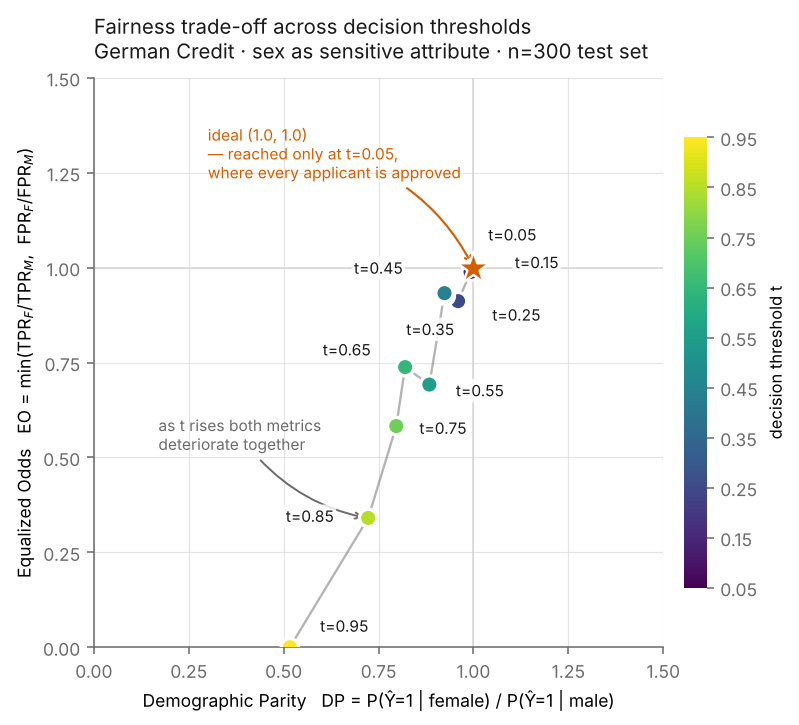 Fairness trade-off across decision thresholds
German Credit · sex as sensitive attribute · n=300 test set
1.50
1.25
1.00
0.75
0.50
0.25
0.00
Equalized Odds EO = min(TPR_F/TPR_M, FPR_F/FPR_M)
ideal (1.0, 1.0)
— reached only at t=0.05,
where every applicant is approved
t=0.05
t=0.15
t=0.45
t=0.25
t=0.35
t=0.65
t=0.55
t=0.75
as t rises both metrics
deteriorate together
t=0.85
t=0.95
0.00
0.25
0.50
0.75
1.00
1.25
1.50
Demographic Parity DP = P(Ŷ=1 | female) / P(Ŷ=1 | male)
0.95
0.85
0.75
0.65
0.55
0.45
0.35
0.25
0.15
0.05
decision threshold t